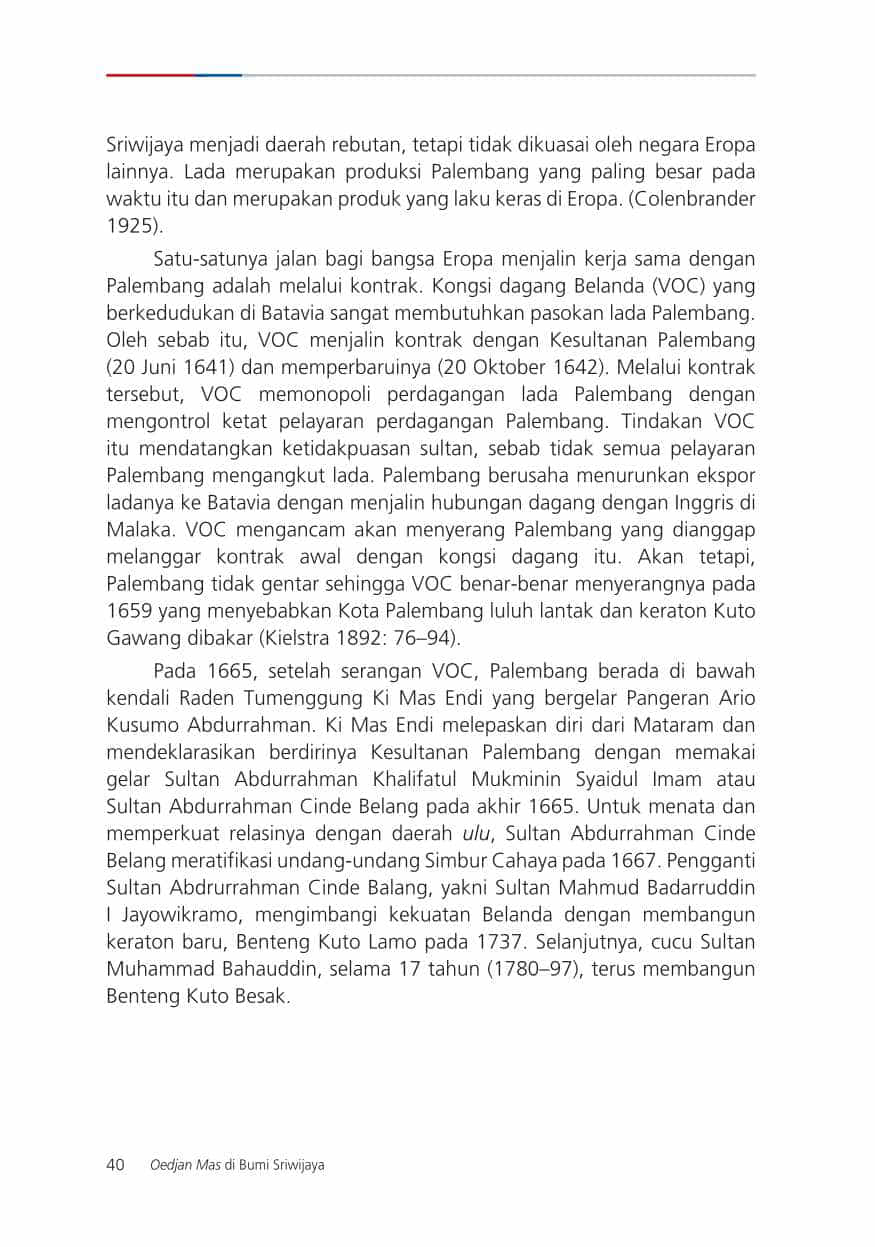 Sriwijaya menjadi daerah rebutan, tetapi tidak dikuasai oleh negara Eropa
lainnya. Lada merupakan produksi Palembang yang paling besar pada
waktu itu dan merupakan produk yang laku keras di Eropa. (Colenbrander
1925).
Satu-satunya jalan bagi bangsa Eropa menjalin kerja sama dengan
Palembang adalah melalui kontrak. Kongsi dagang Belanda (VOC) yang
berkedudukan di Batavia sangat membutuhkan pasokan lada Palembang.
Oleh sebab itu, VOC menjalin kontrak dengan Kesultanan Palembang
(20 Juni 1641) dan memperbaruinya (20 Oktober 1642). Melalui kontrak
tersebut, VOC memonopoli perdagangan lada Palembang dengan
mengontrol ketat pelayaran perdagangan Palembang. Tindakan VOC
itu mendatangkan ketidakpuasan sultan, sebab tidak semua pelayaran
Palembang mengangkut lada. Palembang berusaha menurunkan ekspor
ladanya ke Batavia dengan menjalin hubungan dagang dengan Inggris di
Malaka. VOC mengancam akan menyerang Palembang yang dianggap
melanggar kontrak awal dengan kongsi dagang itu. Akan tetapi,
Palembang tidak gentar sehingga VOC benar-benar menyerangnya pada
1659 yang menyebabkan Kota Palembang luluh lantak dan keraton Kuto
Gawang dibakar (Kielstra 1892: 76–94).
Pada 1665, setelah serangan VOC, Palembang berada di bawah
kendali Raden Tumenggung Ki Mas Endi yang bergelar Pangeran Ario
Kusumo Abdurrahman. Ki Mas Endi melepaskan diri dari Mataram dan
mendeklarasikan berdirinya Kesultanan Palembang dengan memakai
gelar Sultan Abdurrahman Khalifatul Mukminin Syaidul Imam atau
Sultan Abdurrahman Cinde Belang pada akhir 1665. Untuk menata dan
memperkuat relasinya dengan daerah ulu, Sultan Abdurrahman Cinde
Belang meratifikasi undang-undang Simbur Cahaya pada 1667. Pengganti
Sultan Abdrurrahman Cinde Balang, yakni Sultan Mahmud Badarruddin
I Jayowikramo, mengimbangi kekuatan Belanda dengan membangun
keraton baru, Benteng Kuto Lamo pada 1737. Selanjutnya, cucu Sultan
Muhammad Bahauddin, selama 17 tahun (1780–97), terus membangun
Benteng Kuto Besak.
40 Oedjan Mas di Bumi Sriwijaya